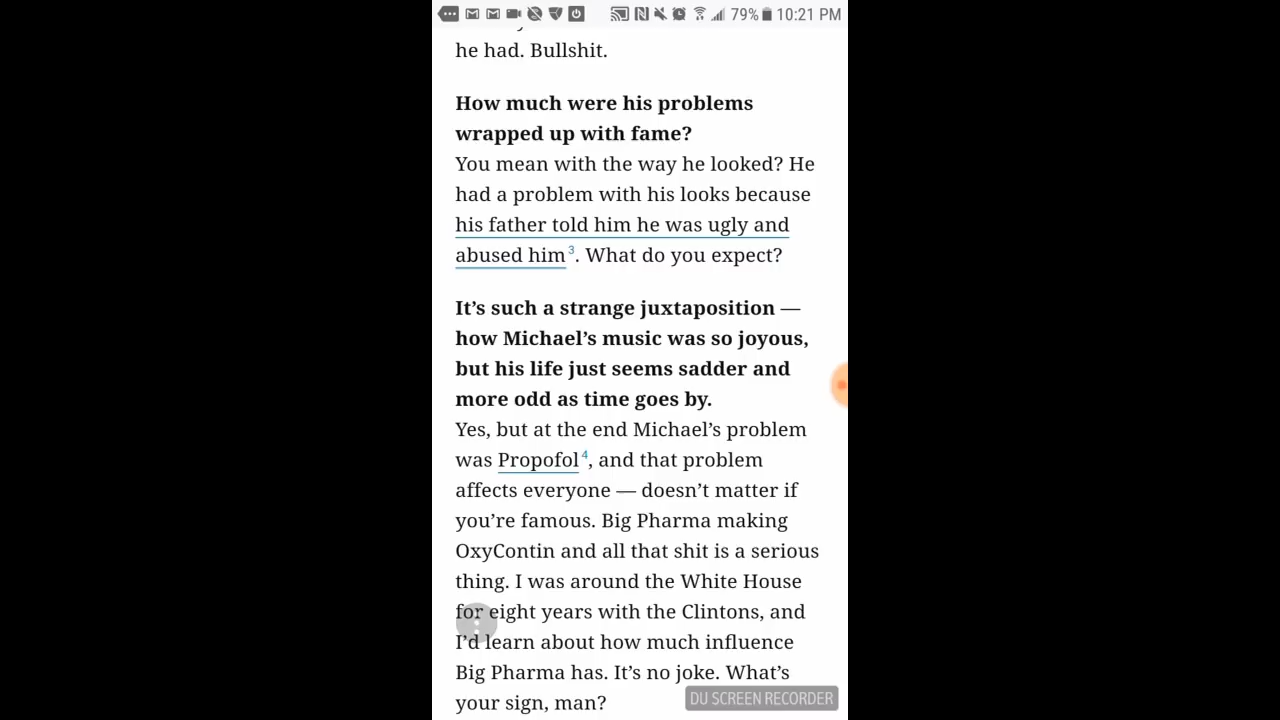 79% 10:21 PM
he had. Bullshit.
How much were his problems
wrapped up with fame?
You mean with the way he looked? He
had a problem with his looks because
his father told him he was ugly and
abused him³. What do you expect?
It’s such a strange juxtaposition —
how Michael’s music was so joyous,
but his life just seems sadder and
more odd as time goes by.
Yes, but at the end Michael’s problem
was Propofol⁴, and that problem
affects everyone — doesn’t matter if
you’re famous. Big Pharma making
OxyContin and all that shit is a serious
thing. I was around the White House
for eight years with the Clintons, and
I’d learn about how much influence
Big Pharma has. It’s no joke. What’s
your sign, man?
DU SCREEN RECORDER